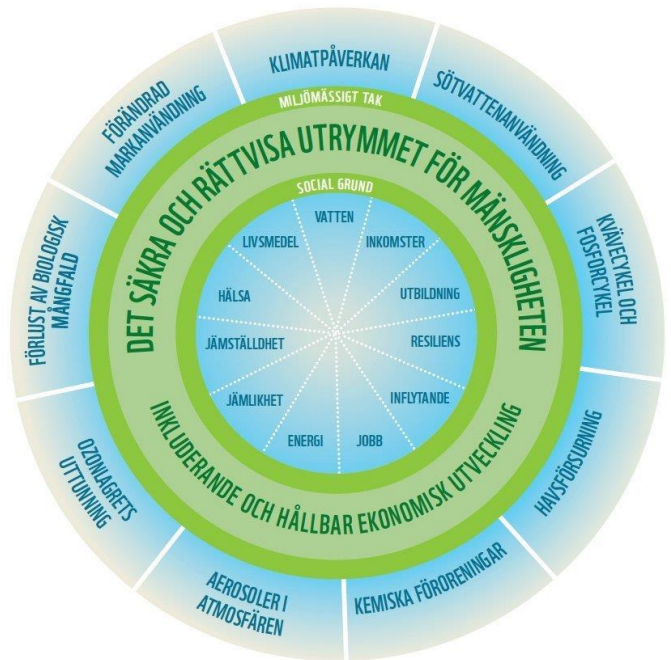 KLIMATPÅVERKAN
SÖTVATTENANVÄNDNING
KVÄVECYKEL OCH
FOSFORCYKEL
HAVSFÖRSURNING
KEMISKA FÖRORENINGAR
AEROSOLER I
ATMOSFÄREN
OZONLAGRETS
UTTUNNING
FÖRLUST AV BIOLOGISK
MÅNGFALD
FÖRÄNDRAD
MARKANVÄNDNING
MILJÖMÄSSIGT TAK
DET SÄKRA OCH RÄTTVISA UTRYMMET FÖR MÄNSKLIGHETEN
INKLUDERANDE OCH HÅLLBAR EKONOMISK UTVECKLING
SOCIAL GRUND
VATTEN
INKOMSTER
UTBILDNING
RESILIENS
INFLYTANDE
JOBB
ENERGI
JÄMLIKHET
JÄMSTÄLLDHET
HÄLSA
LIVSMEDEL